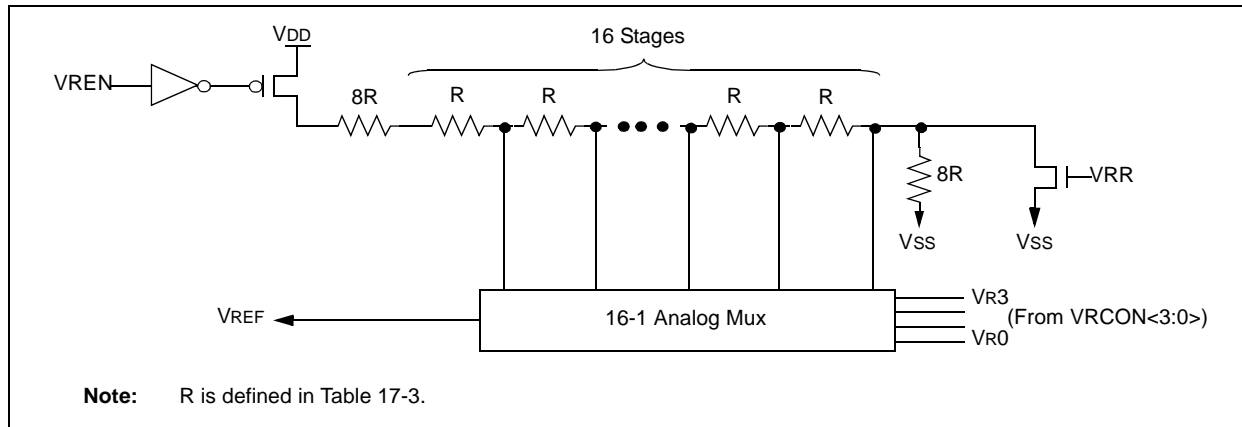 16 Stages
VDD
VREN
8R
R
R
R
R
8R
VRR
VSS
VSS
VREF
16-1 Analog Mux
VR3
(From VRCON<3:0>)
VR0
Note: R is defined in Table 17-3.